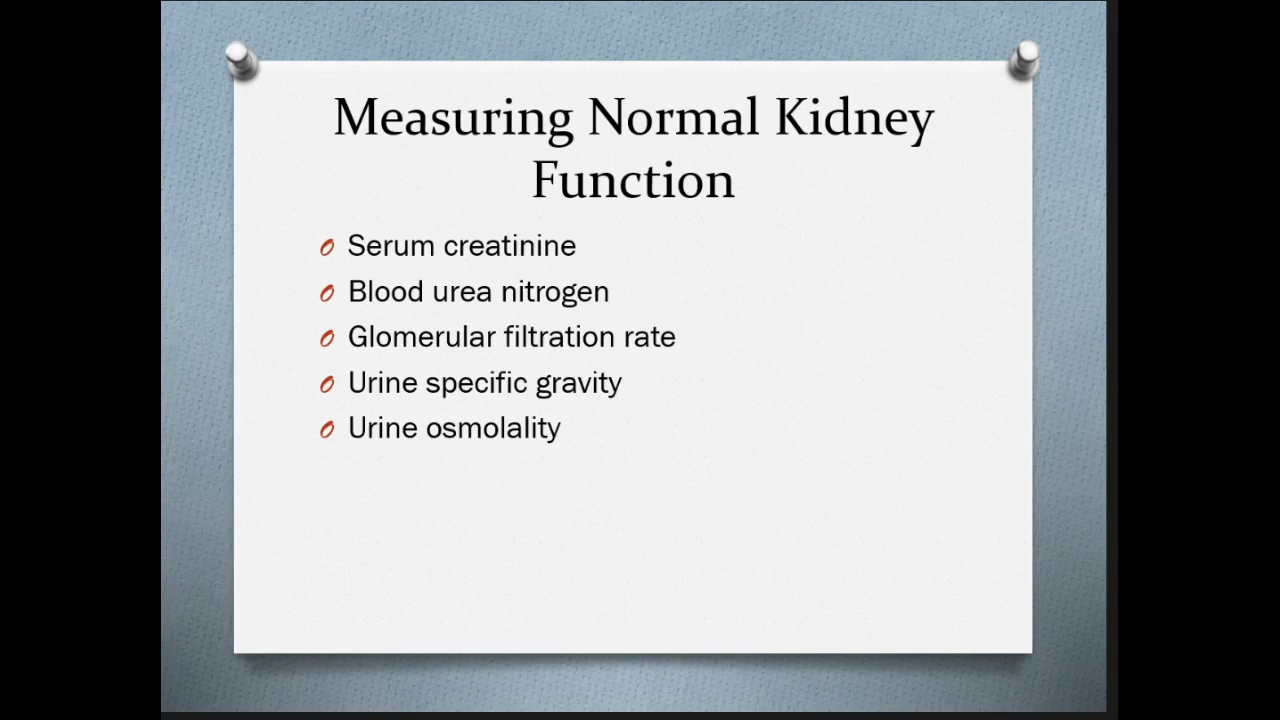 Measuring Normal Kidney
Function
Serum creatinine
Blood urea nitrogen
Glomerular filtration rate
Urine specific gravity
Urine osmolality